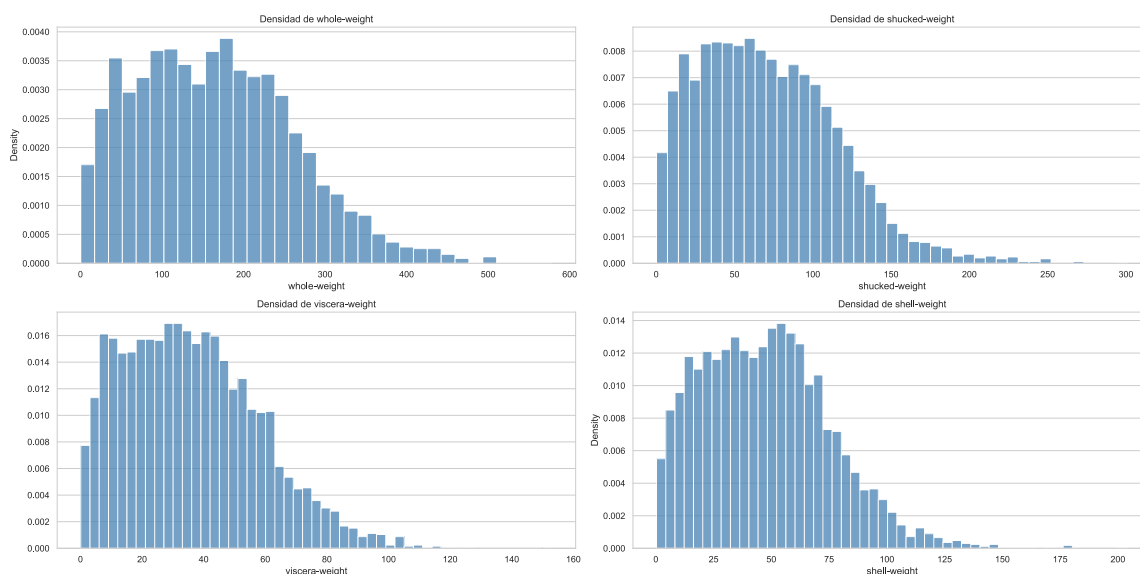 Densidad de whole-weight
0.0040
0.0035
0.0030
0.0025
0.0020
0.0015
0.0010
0.0005
0.0000
Density
0 100 200 300 400 500 600
whole-weight
Densidad de shucked-weight
0.008
0.007
0.006
0.005
0.004
0.003
0.002
0.001
0.000
0 50 100 150 200 250 300
shucked-weight
Densidad de viscera-weight
0.016
0.014
0.012
0.010
0.008
0.006
0.004
0.002
0.000
0 20 40 60 80 100 120 140 160
viscera-weight
Densidad de shell-weight
0.014
0.012
0.010
0.008
0.006
0.004
0.002
0.000
Density
0 25 50 75 100 125 150 175 200
shell-weight